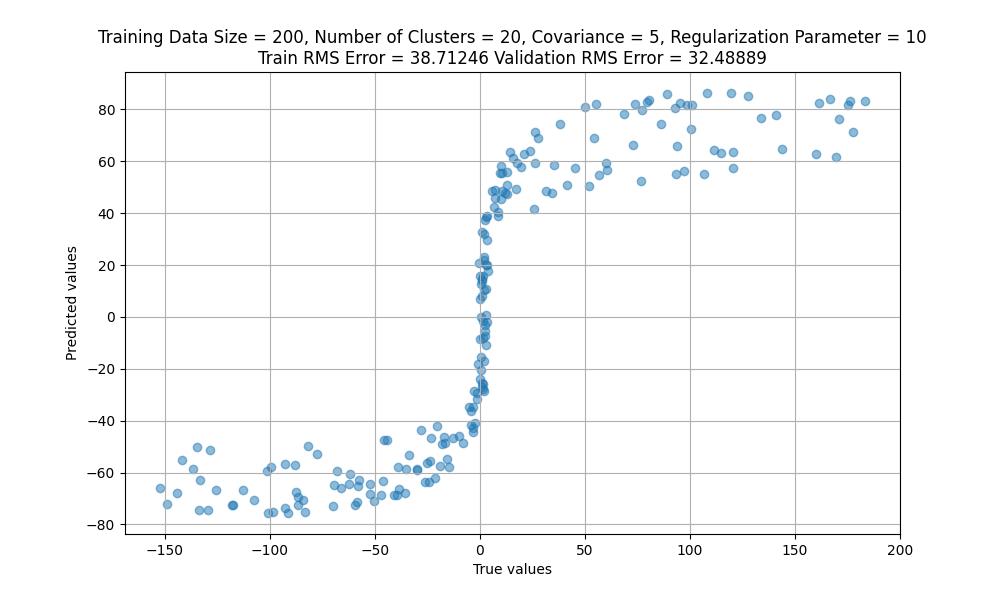 Training Data Size = 200, Number of Clusters = 20, Covariance = 5, Regularization Parameter = 10
Train RMS Error = 38.71246 Validation RMS Error = 32.48889
80
60
40
20
0
−20
−40
−60
−80
Predicted values
−150 −100 −50 0 50 100 150 200
True values